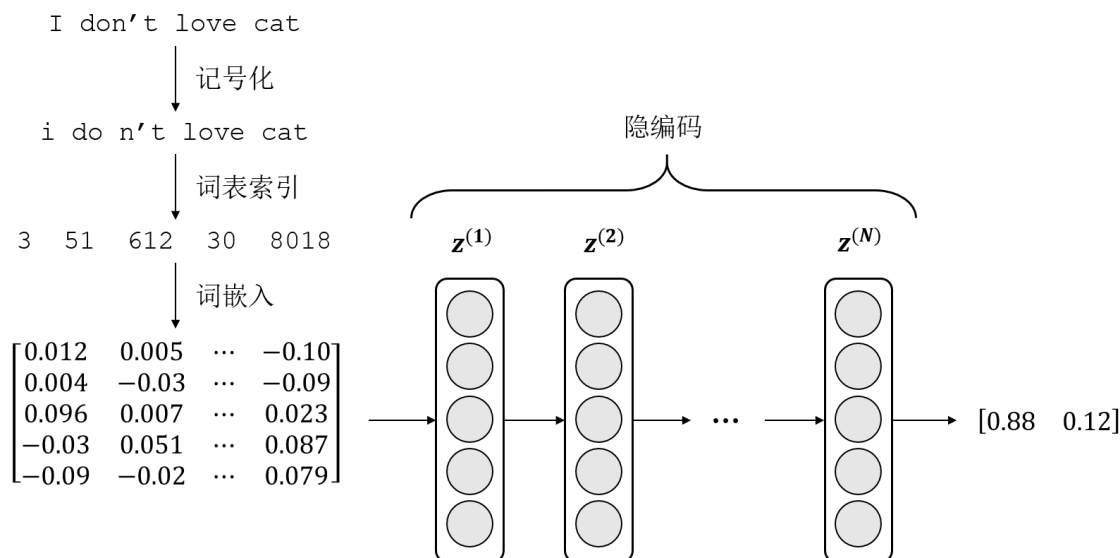 I don't love cat
记号化
i do n't love cat
词表索引
3 51 612 30 8018
词嵌入
0.012 0.005 ⋯ −0.10
0.004 −0.03 ⋯ −0.09
0.096 0.007 ⋯ 0.023
−0.03 0.051 ⋯ 0.087
−0.09 −0.02 ⋯ 0.079
隐编码
z^(1) z^(2) z^(N)
...
[0.88 0.12]